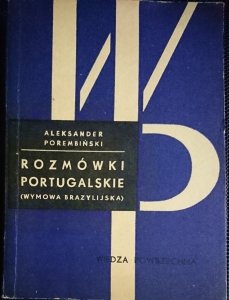 ALEKSANDER
POREMBIŃSKI
ROZMÓWKI
PORTUGALSKIE
(WYMOWA BRAZYLIJSKA)
WIEDZA POWSZECHNA